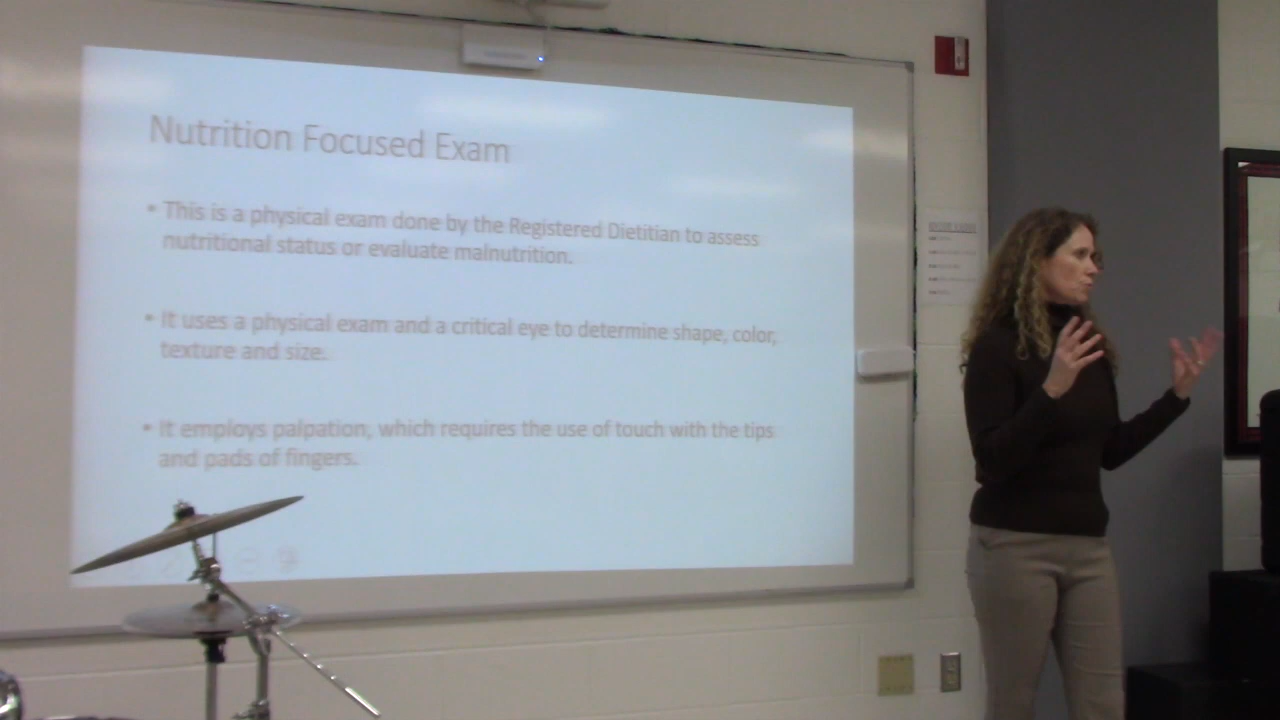 Nutrition Focused Exam
• This is a physical exam done by the Registered Dietitian to assess
nutritional status or evaluate malnutrition.
• It uses a physical exam and a critical eye to determine shape, color,
texture and size.
• It employs palpation, which requires the use of touch with the tips
and pads of fingers.